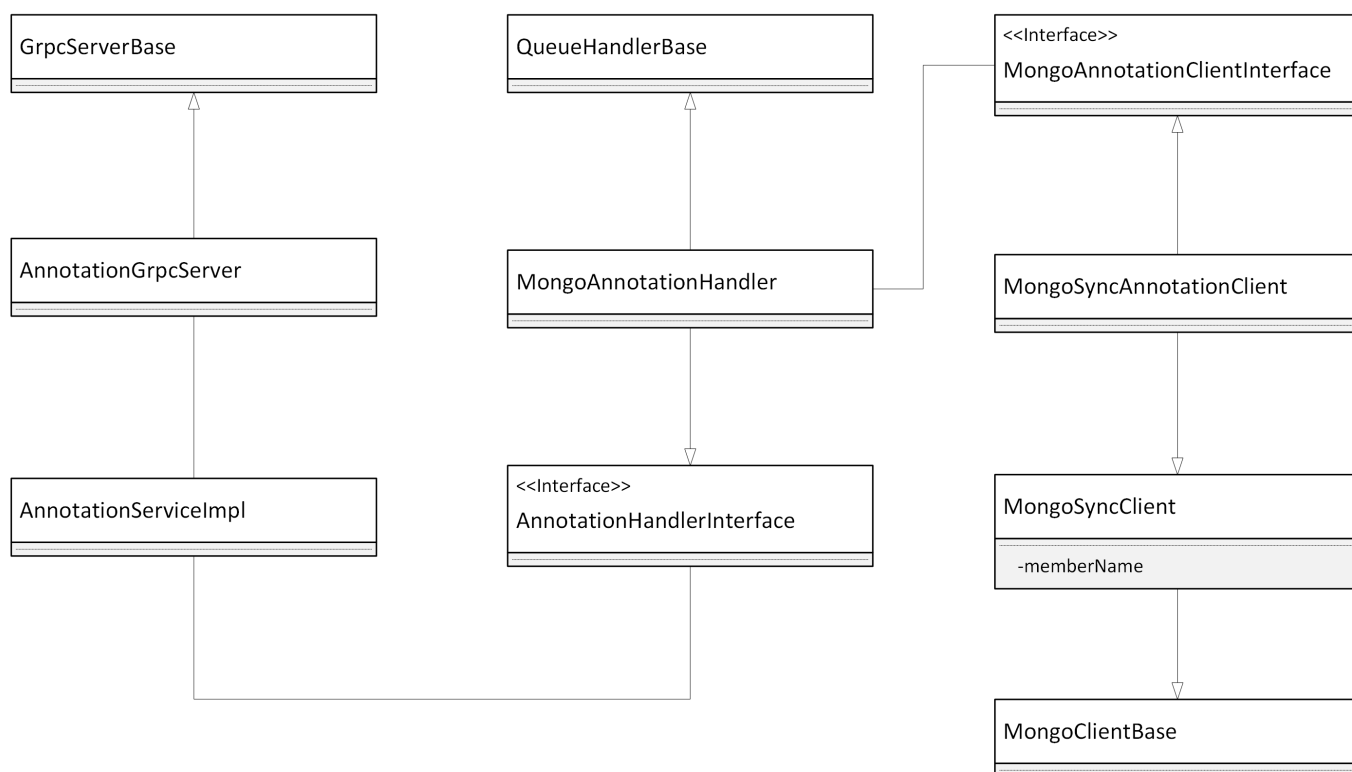 GrpcServerBase
QueueHandlerBase
<<Interface>>
MongoAnnotationClientInterface
AnnotationGrpcServer
MongoAnnotationHandler
MongoSyncAnnotationClient
AnnotationServiceImpl
<<Interface>>
AnnotationHandlerInterface
MongoSyncClient
-memberName
MongoClientBase